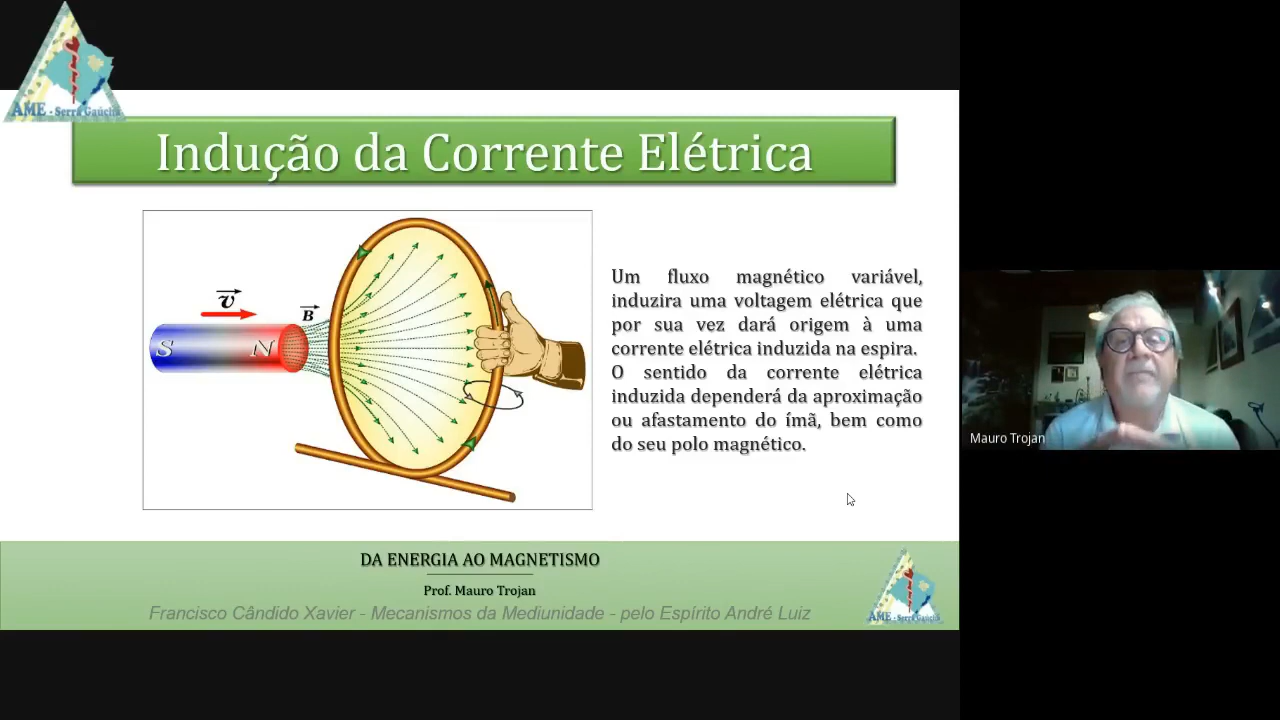 AME - Serra Gaúcha
Indução da Corrente Elétrica
v
B
S
N
Um fluxo magnético variável,
induzira uma voltagem elétrica que
por sua vez dará origem à uma
corrente elétrica induzida na espira.
O sentido da corrente elétrica
induzida dependerá da aproximação
ou afastamento do ímã, bem como
do seu polo magnético.
Mauro Trojan
DA ENERGIA AO MAGNETISMO
Prof. Mauro Trojan
Francisco Cândido Xavier - Mecanismos da Mediunidade - pelo Espírito André Luiz
AME - Serra Gaúcha